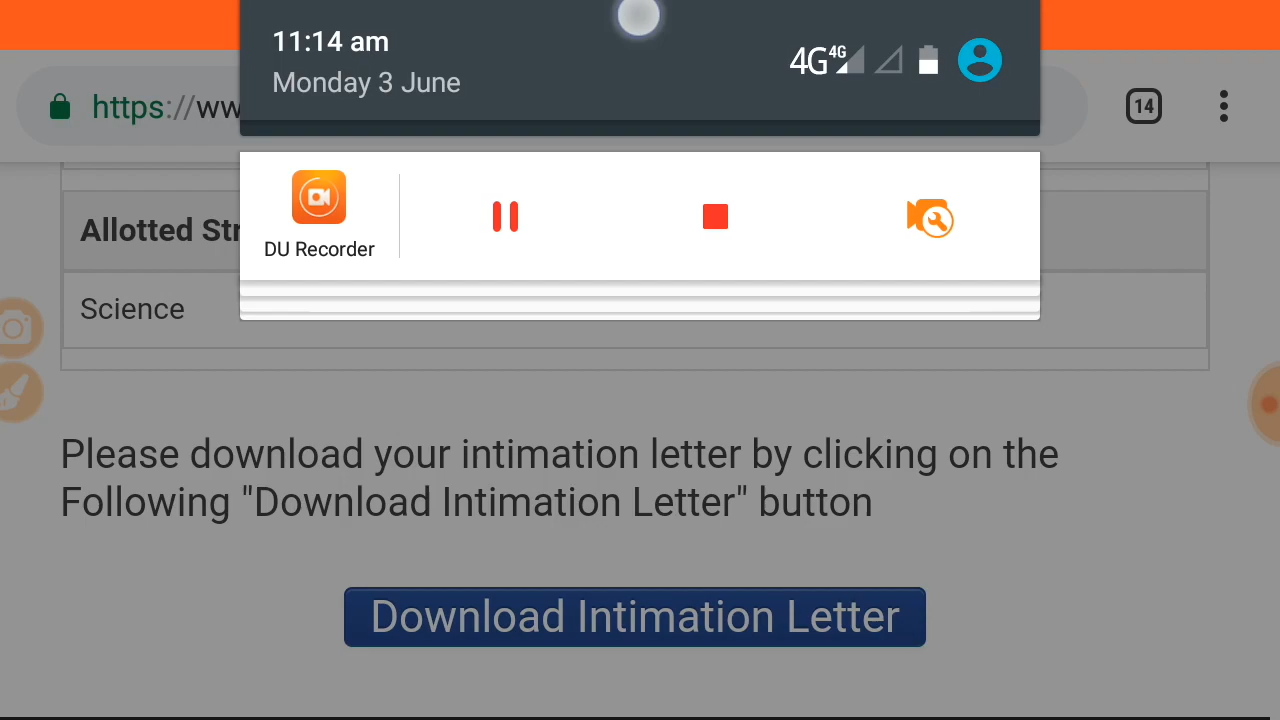 11:14 am
4G 4G
Monday 3 June
https://ww
14
DU Recorder
Allotted Str
Science
Please download your intimation letter by clicking on the
Following "Download Intimation Letter" button
Download Intimation Letter